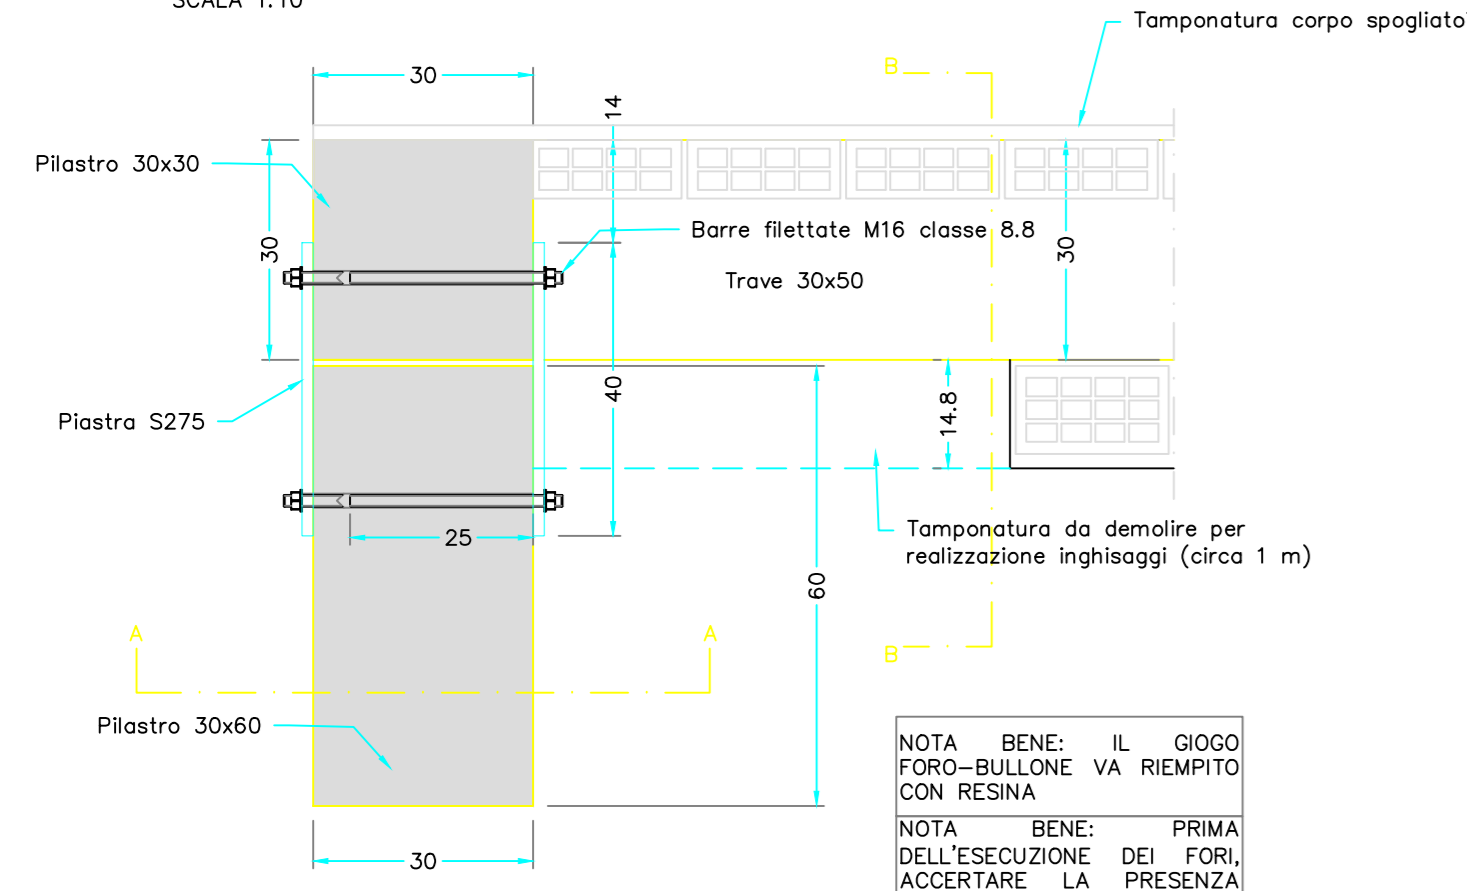 SCALA 1:10
Tamponatura corpo spogliato
30
B
14
Pilastro 30x30
Barre filettate M16 classe 8.8
30
30
Trave 30x50
40
14.8
Piastra S275
25
Tamponatura da demolire per
realizzazione inghisaggi (circa 1 m)
60
A
A
B
Pilastro 30x60
30
NOTA BENE: IL GIOGO
FORO-BULLONE VA RIEMPITO
CON RESINA
NOTA BENE: PRIMA
DELL'ESECUZIONE DEI FORI,
ACCERTARE LA PRESENZA